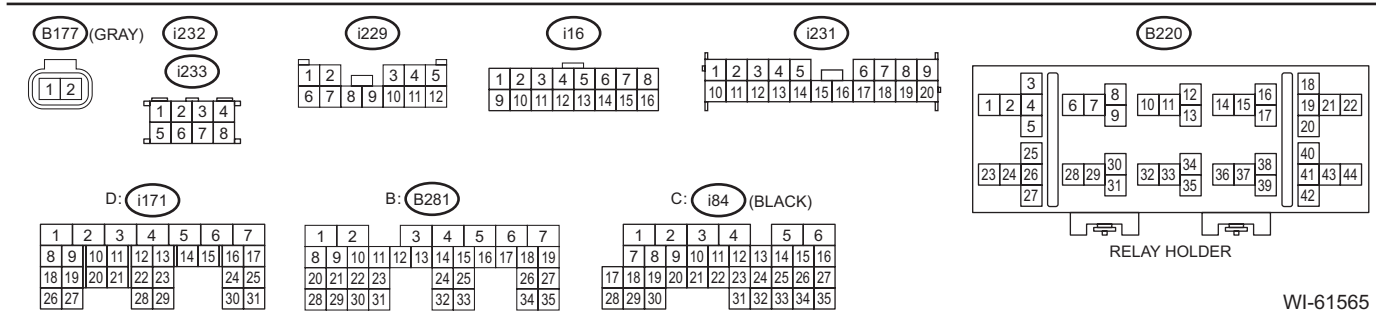 B177 (GRAY) i232 i229 i16 i231 B220
i233
1 2
1 2 3 4
5 6 7 8
1 2 3 4 5
6 7 8 9 10 11 12
1 2 3 4 5 6 7 8
9 10 11 12 13 14 15 16
1 2 3 4 5 6 7 8 9
10 11 12 13 14 15 16 17 18 19 20
3 8 12 16 18
1 2 4 6 7 9 10 11 13 14 15 17 19 21 22
5 20
25 30 34 38 40
23 24 26 28 29 31 32 33 35 36 37 39 41 43 44
27 42
RELAY HOLDER
D: i171 B: B281 C: i84 (BLACK)
1 2 3 4 5 6 7
8 9 10 11 12 13 14 15 16 17
18 19 20 21 22 23 24 25
26 27 28 29 30 31
1 2 3 4 5 6 7
8 9 10 11 12 13 14 15 16 17 18 19
20 21 22 23 24 25 26 27
28 29 30 31 32 33 34 35
1 2 3 4 5 6
7 8 9 10 11 12 13 14 15 16
17 18 19 20 21 22 23 24 25 26 27
28 29 30 31 32 33 34 35
WI-61565